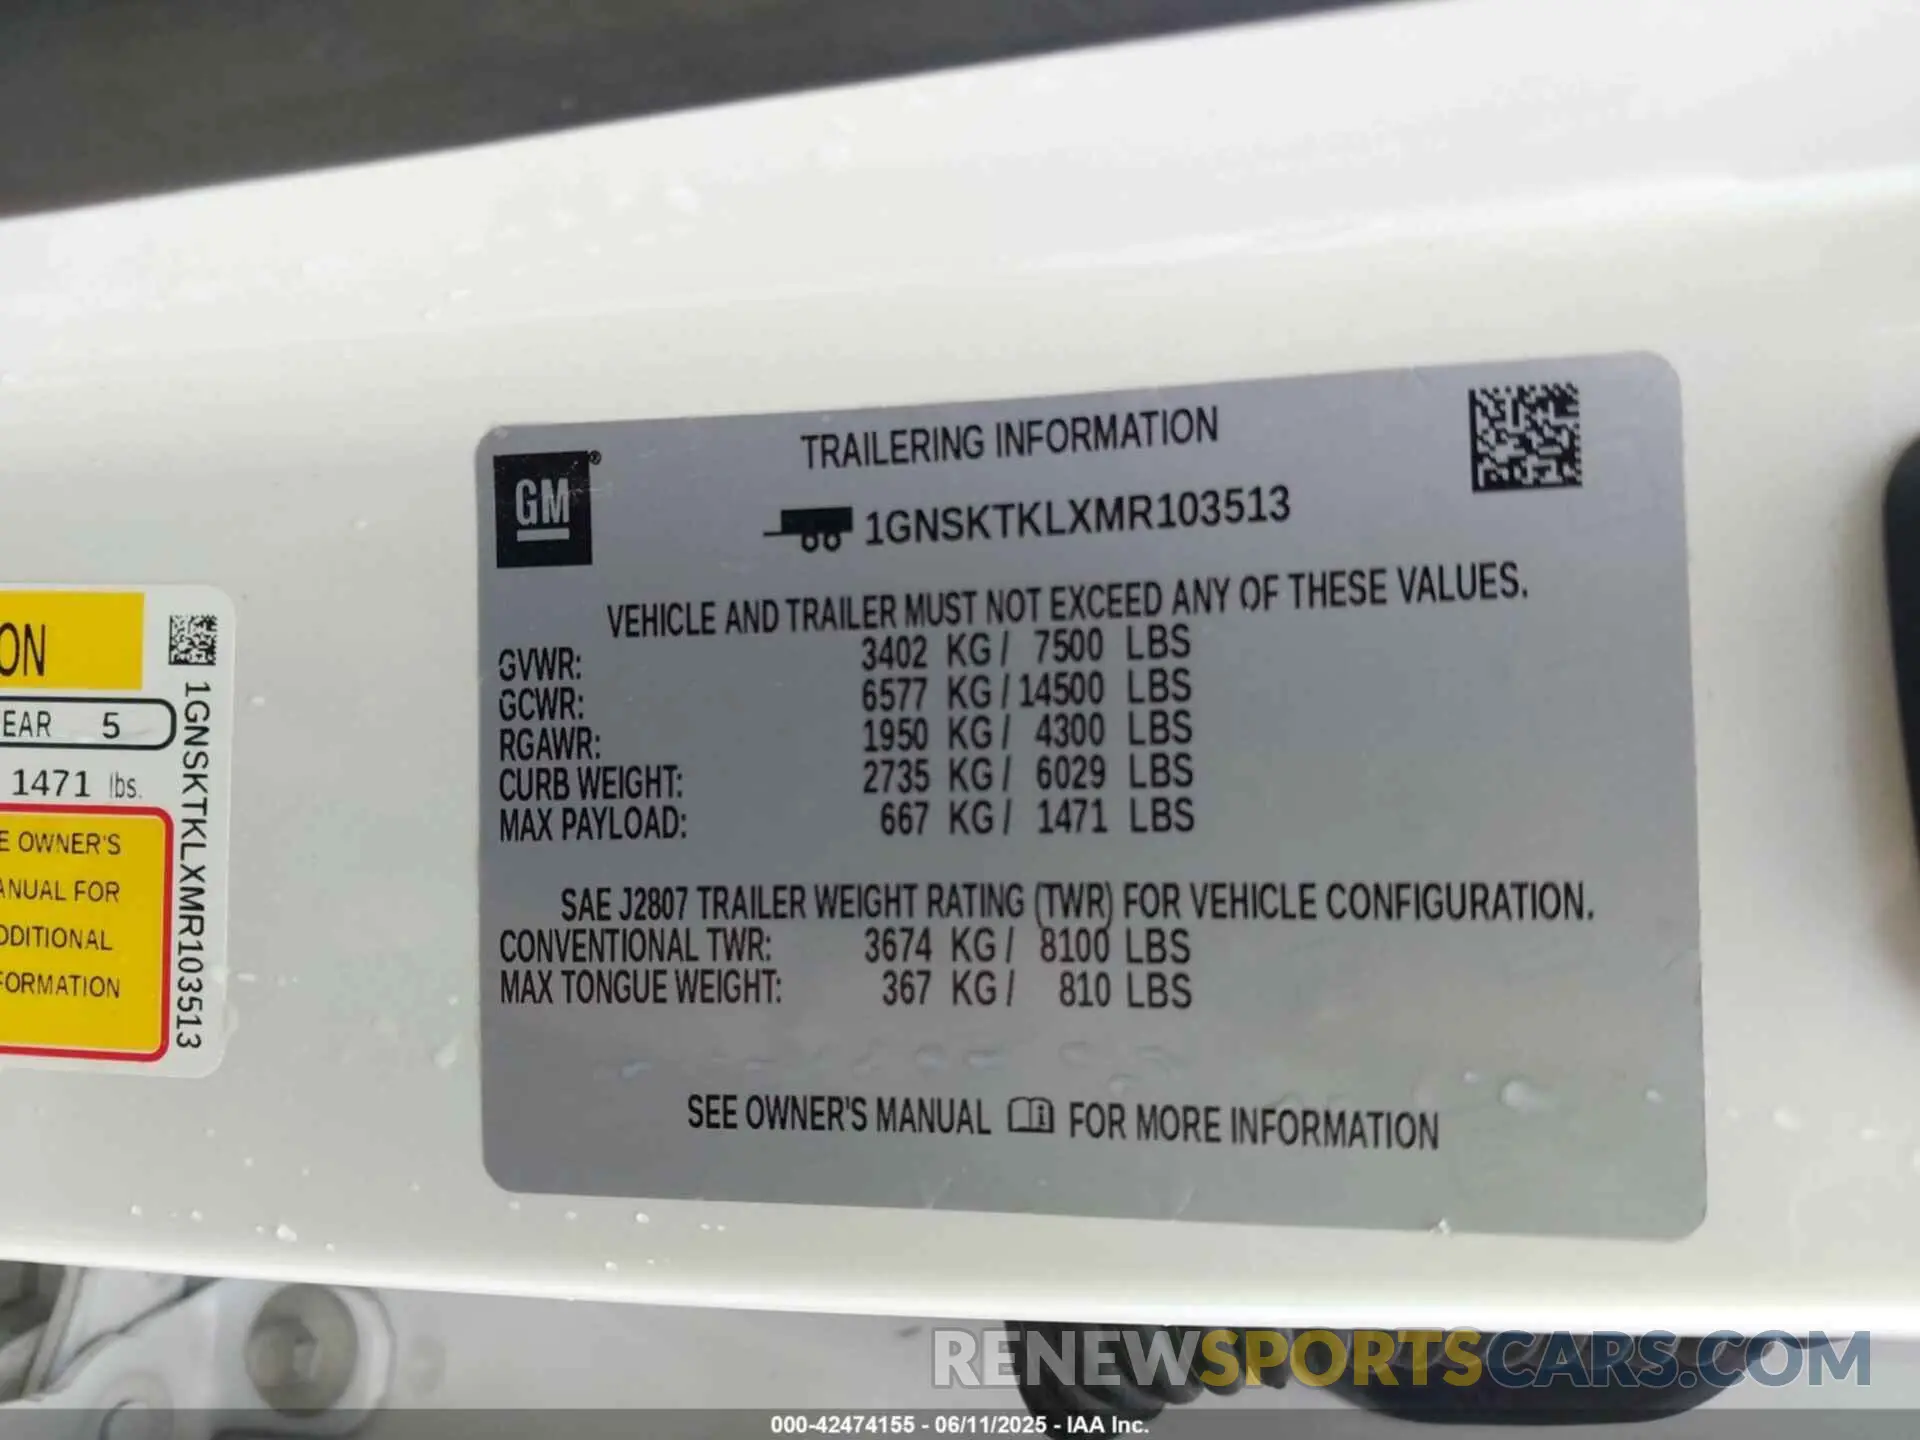 TRAILERING INFORMATION
GM
1GNSKTKLXMR103513
VEHICLE AND TRAILER MUST NOT EXCEED ANY OF THESE VALUES.
GVWR: 3402 KG / 7500 LBS
GCWR: 6577 KG / 14500 LBS
RGAWR: 1950 KG / 4300 LBS
CURB WEIGHT: 2735 KG / 6029 LBS
MAX PAYLOAD: 667 KG / 1471 LBS
SAE J2807 TRAILER WEIGHT RATING (TWR) FOR VEHICLE CONFIGURATION.
CONVENTIONAL TWR: 3674 KG / 8100 LBS
MAX TONGUE WEIGHT: 367 KG / 810 LBS
SEE OWNER'S MANUAL FOR MORE INFORMATION
ON
EAR 5
1471 lbs.
E OWNER'S
ANUAL FOR
DDITIONAL
FORMATION
1GNSKTKLXMR103513
RENEWSPORTSCARS.COM
000-42474155 - 06/11/2025 - IAA Inc.